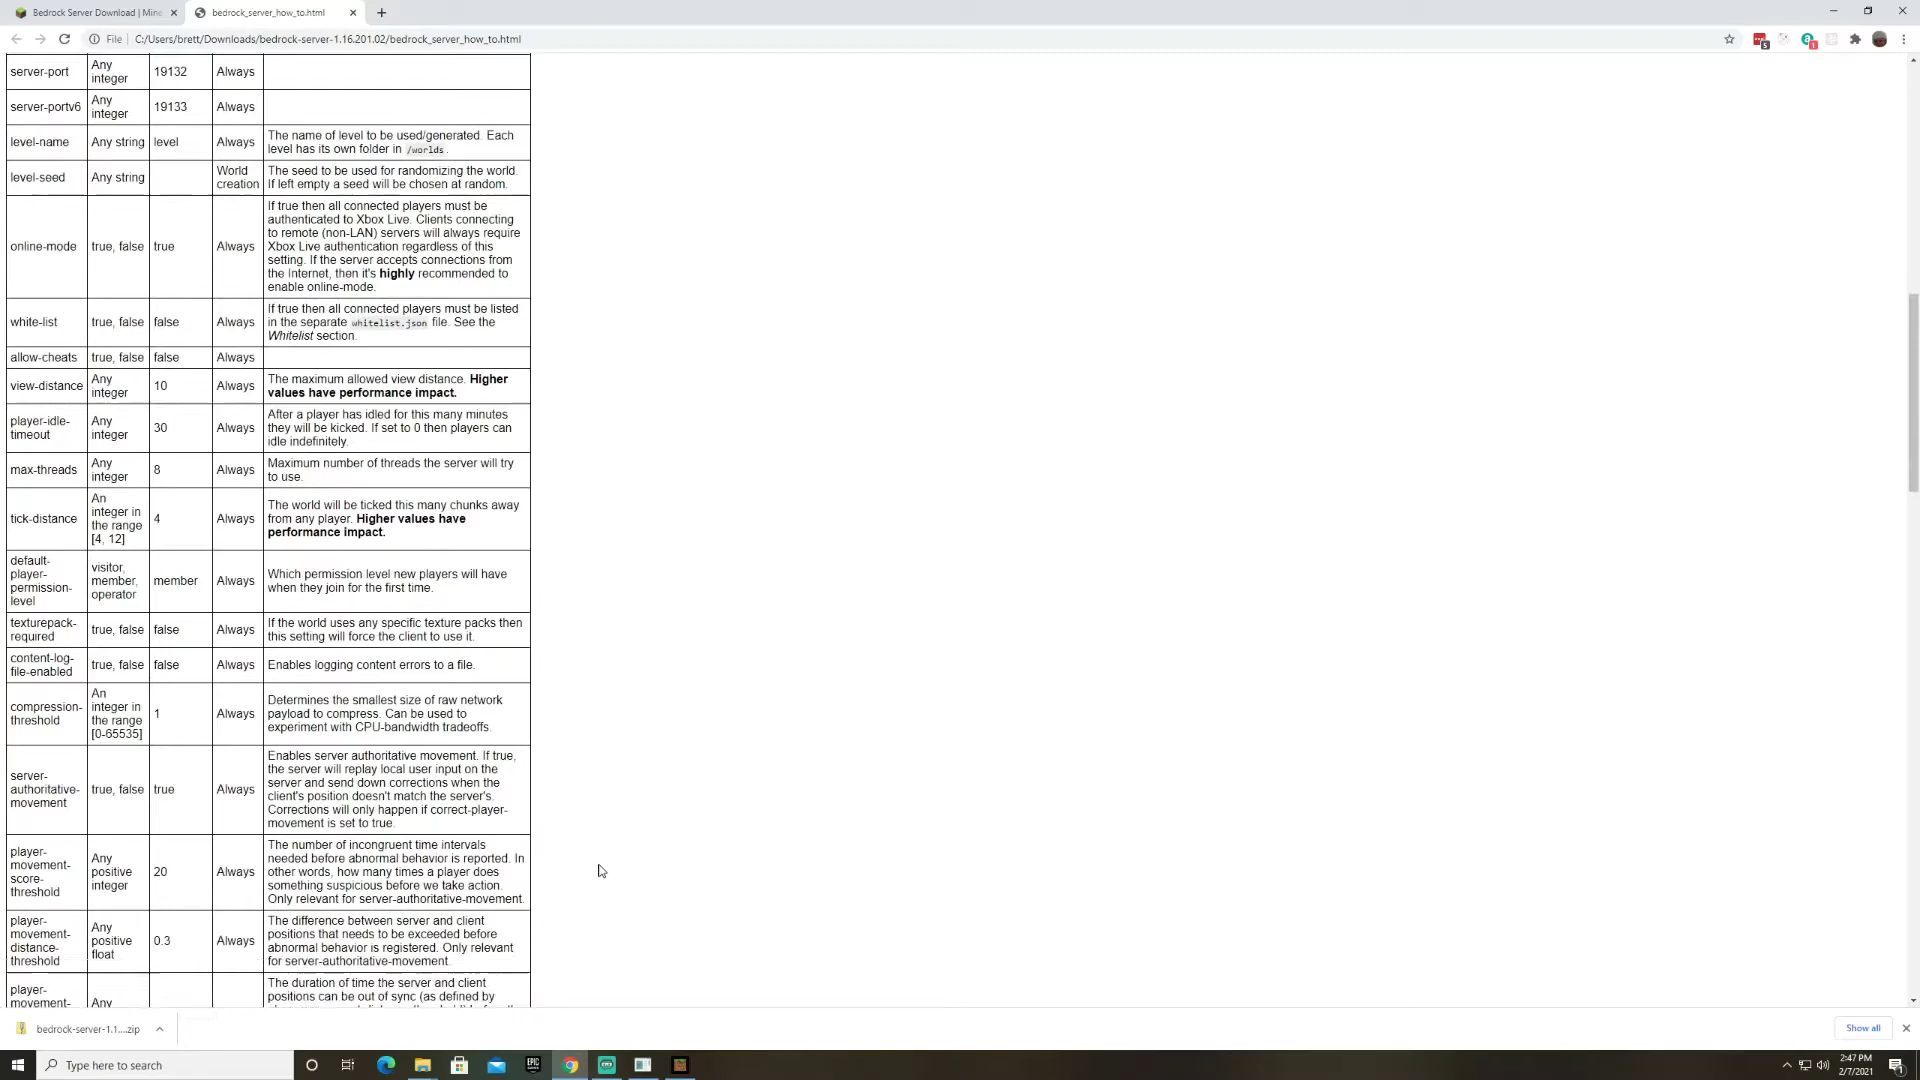 Bedrock Server Download | Mine
bedrock_server_how_to.html
File
C:/Users/brett/Downloads/bedrock-server-1.16.201.02/bedrock_server_how_to.html
server-port
Any
integer
19132
Always
server-portv6
Any
integer
19133
Always
level-name
Any string
level
Always
The name of level to be used/generated. Each
level has its own folder in /worlds.
level-seed
Any string
World
creation
The seed to be used for randomizing the world.
If left empty a seed will be chosen at random.
online-mode
true, false
true
Always
If true then all connected players must be
authenticated to Xbox Live. Clients connecting
to remote (non-LAN) servers will always require
Xbox Live authentication regardless of this
setting. If the server accepts connections from
the Internet, then it's highly recommended to
enable online-mode.
white-list
true, false
false
Always
If true then all connected players must be listed
in the separate whitelist.json file. See the
Whitelist section.
allow-cheats
true, false
false
Always
view-distance
Any
integer
10
Always
The maximum allowed view distance. Higher
values have performance impact.
player-idle-
timeout
Any
integer
30
Always
After a player has idled for this many minutes
they will be kicked. If set to 0 then players can
idle indefinitely.
max-threads
Any
integer
8
Always
Maximum number of threads the server will try
to use.
tick-distance
An
integer in
the range
[4, 12]
4
Always
The world will be ticked this many chunks away
from any player. Higher values have
performance impact.
default-
player-
permission-
level
visitor,
member,
operator
member
Always
Which permission level new players will have
when they join for the first time.
texturepack-
required
true, false
false
Always
If the world uses any specific texture packs then
this setting will force the client to use it.
content-log-
file-enabled
true, false
false
Always
Enables logging content errors to a file.
compression-
threshold
An
integer in
the range
[0-65535]
1
Always
Determines the smallest size of raw network
payload to compress. Can be used to
experiment with CPU-bandwidth tradeoffs.
server-
authoritative-
movement
true, false
true
Always
Enables server authoritative movement. If true,
the server will replay local user input on the
server and send down corrections when the
client's position doesn't match the server's.
Corrections will only happen if correct-player-
movement is set to true.
player-
movement-
score-
threshold
Any
positive
integer
20
Always
The number of incongruent time intervals
needed before abnormal behavior is reported. In
other words, how many times a player does
something suspicious before we take action.
Only relevant for server-authoritative-movement.
player-
movement-
distance-
threshold
Any
positive
float
0.3
Always
The difference between server and client
positions that needs to be exceeded before
abnormal behavior is registered. Only relevant
for server-authoritative-movement.
player-
movement-
Any
The duration of time the server and client
positions can be out of sync (as defined by
bedrock-server-1.1....zip
Show all
Type here to search
2:47 PM
2/7/2021